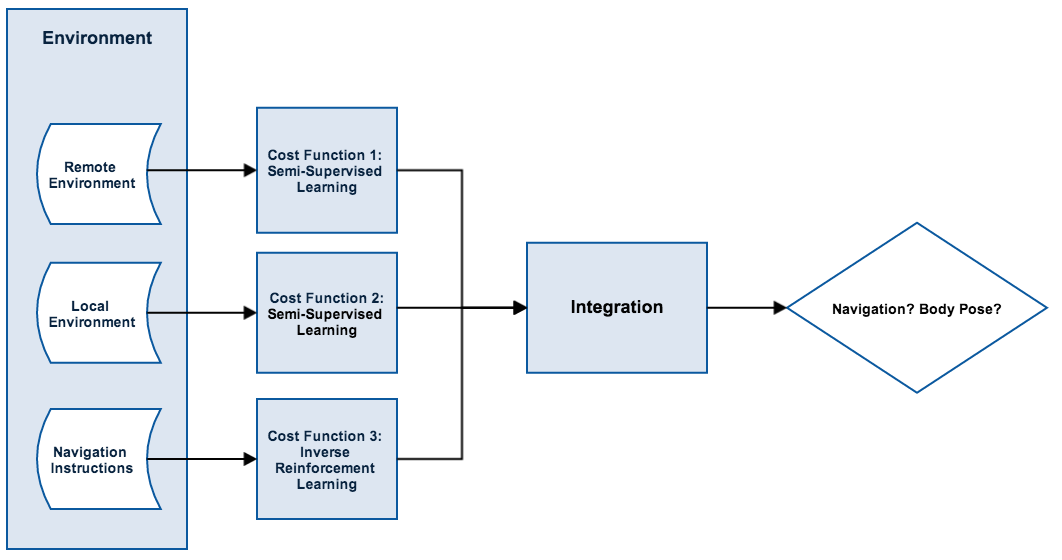 Environment
Remote
Environment
Cost Function 1:
Semi-Supervised
Learning
Local
Environment
Cost Function 2:
Semi-Supervised
Learning
Navigation
Instructions
Cost Function 3:
Inverse
Reinforcement
Learning
Integration
Navigation? Body Pose?